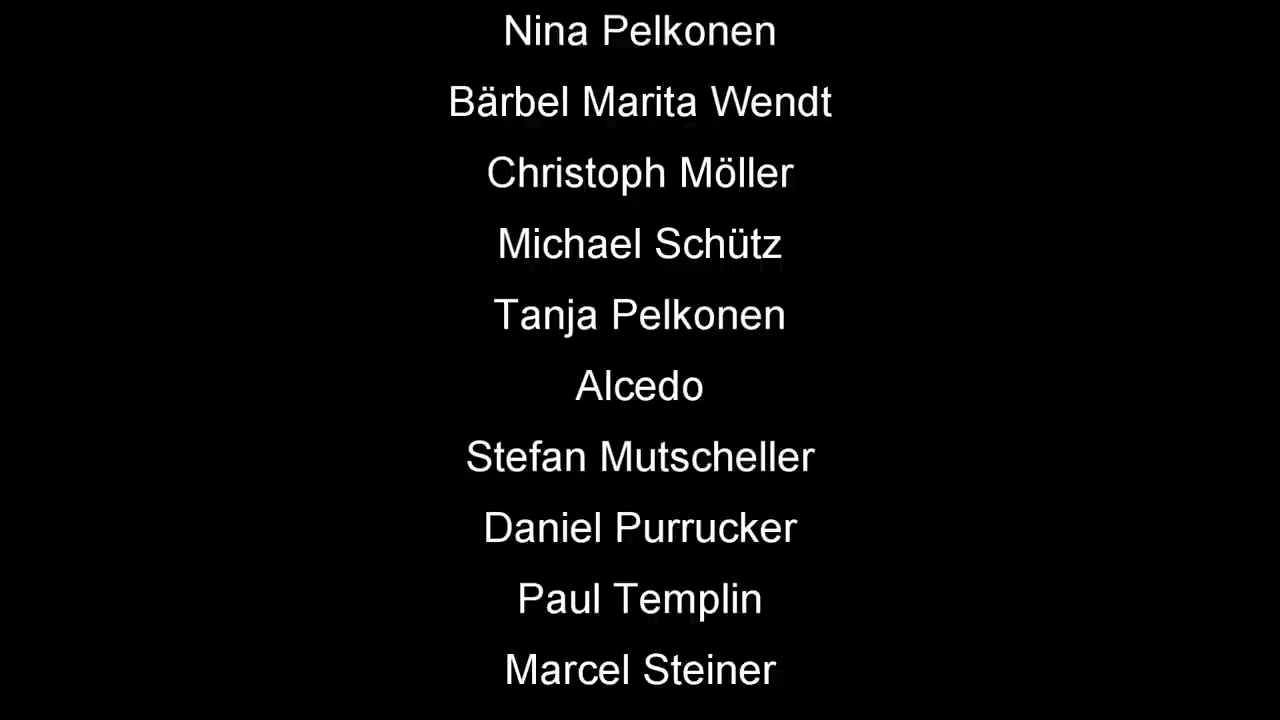 Nina Pelkonen
Bärbel Marita Wendt
Christoph Möller
Michael Schütz
Tanja Pelkonen
Alcedo
Stefan Mutscheller
Daniel Purrucker
Paul Templin
Marcel Steiner